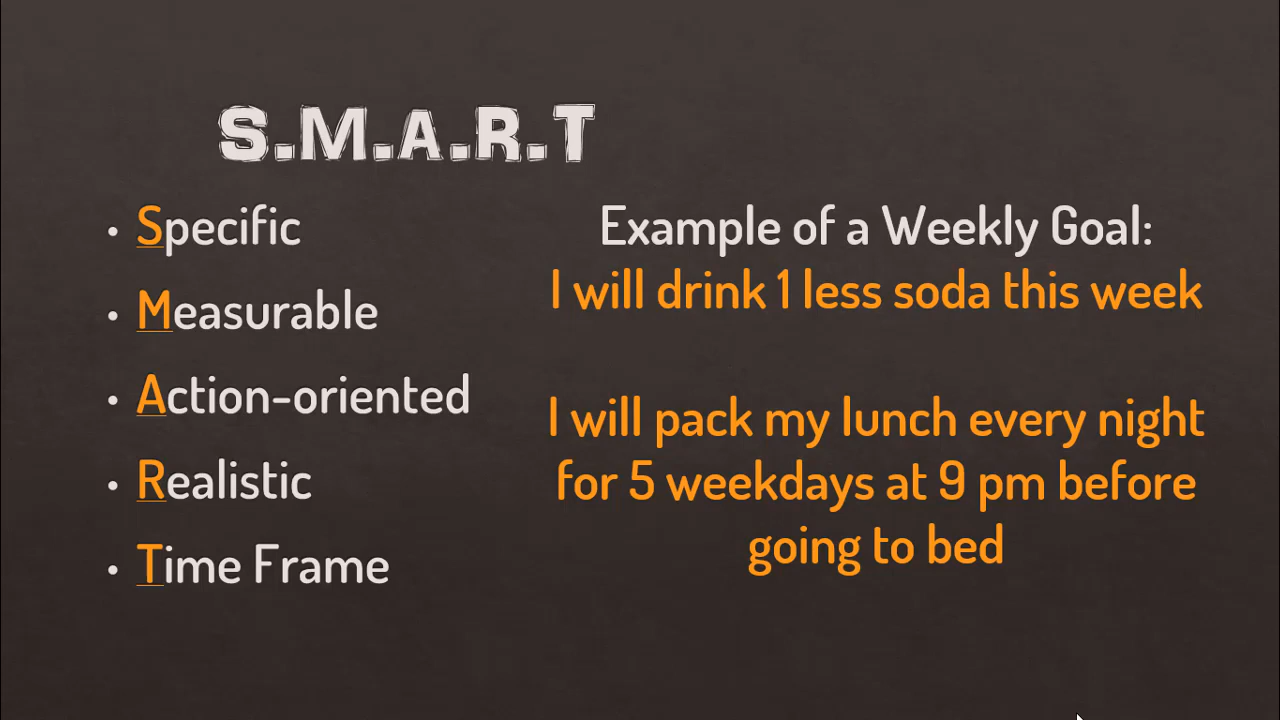 S.M.A.R.T
• Specific
• Measurable
• Action-oriented
• Realistic
• Time Frame
Example of a Weekly Goal:
I will drink 1 less soda this week
I will pack my lunch every night
for 5 weekdays at 9 pm before
going to bed